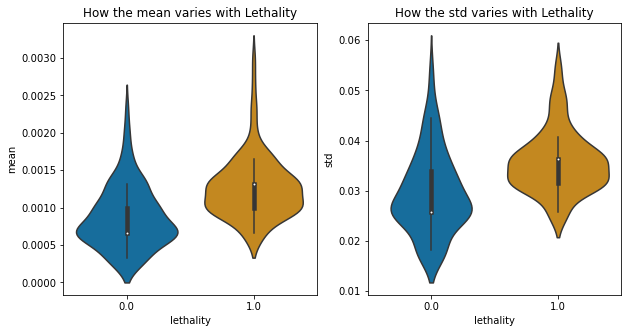 How the mean varies with Lethality
mean
0.0030
0.0025
0.0020
0.0015
0.0010
0.0005
0.0000
0.0
1.0
lethality
How the std varies with Lethality
std
0.06
0.05
0.04
0.03
0.02
0.01
0.0
1.0
lethality